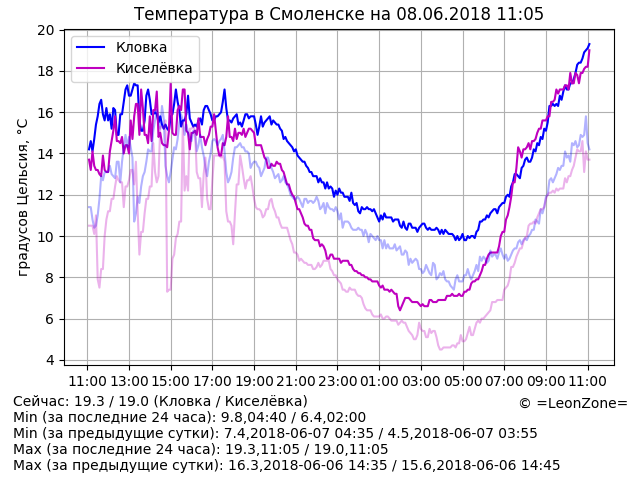 Температура в Смоленске на 08.06.2018 11:05
20
18
16
14
12
10
8
6
4
градусов Цельсия, °C
Кловка
Киселёвка
11:00 13:00 15:00 17:00 19:00 21:00 23:00 01:00 03:00 05:00 07:00 09:00 11:00
Сейчас: 19.3 / 19.0 (Кловка / Киселёвка)
© =LeonZone=
Min (за последние 24 часа): 9.8,04:40 / 6.4,02:00
Min (за предыдущие сутки): 7.4,2018-06-07 04:35 / 4.5,2018-06-07 03:55
Max (за последние 24 часа): 19.3,11:05 / 19.0,11:05
Max (за предыдущие сутки): 16.3,2018-06-06 14:35 / 15.6,2018-06-06 14:45